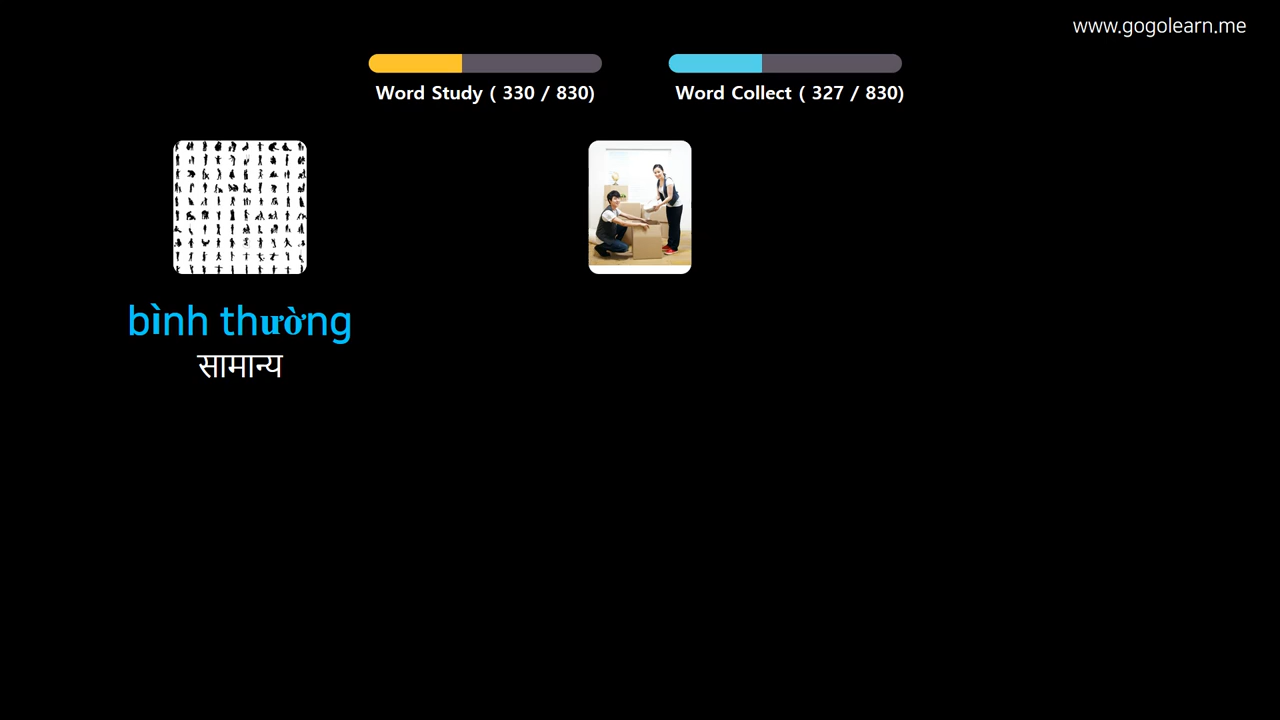 www.gogolearn.me
Word Study ( 330 / 830)
Word Collect ( 327 / 830)
bình thường
सामान्य